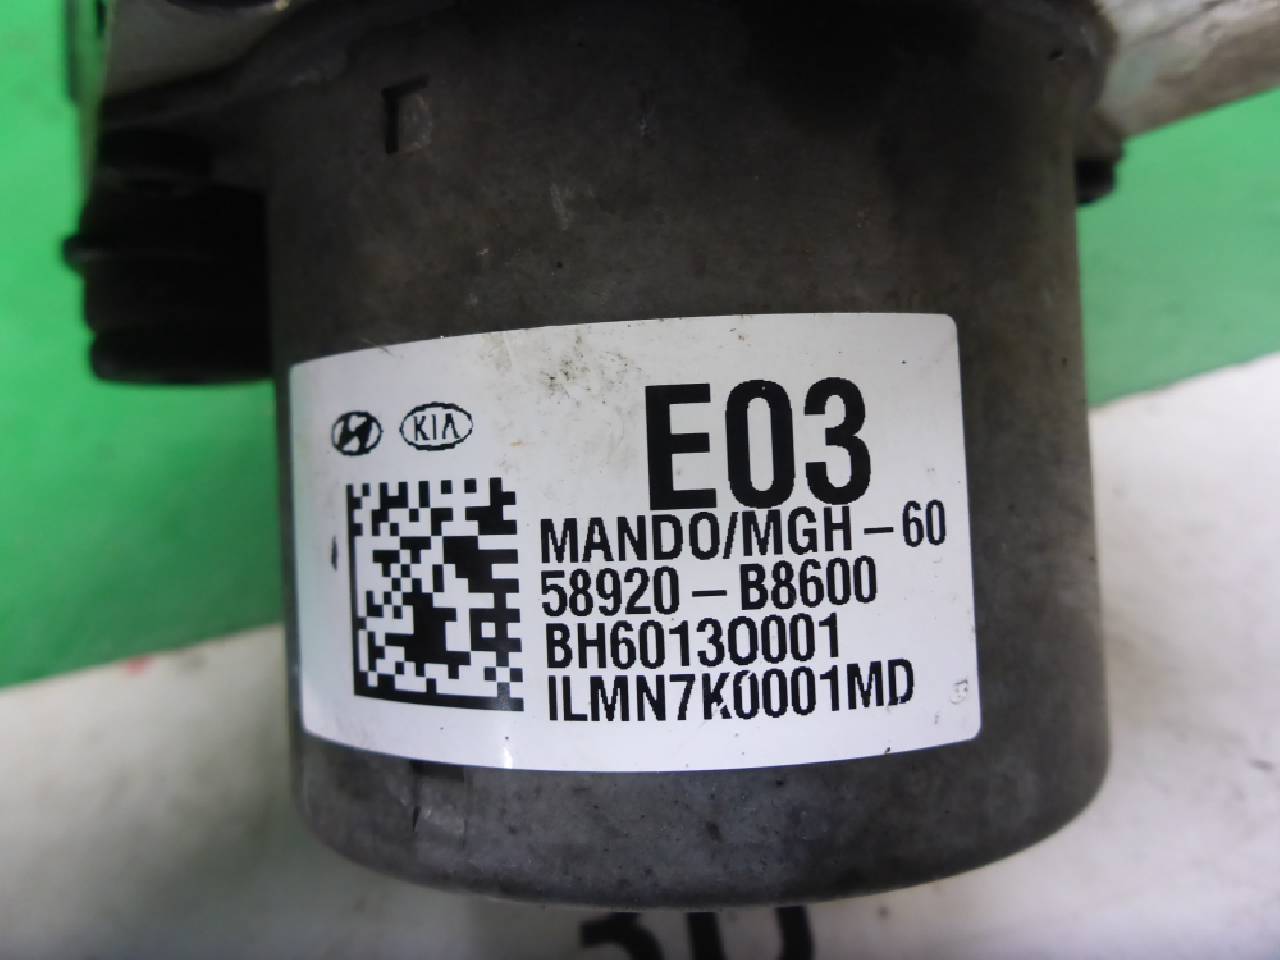 KIA
E03
MANDO/MGH-60
58920-B8600
BH60130001
ILMN7K0001MD